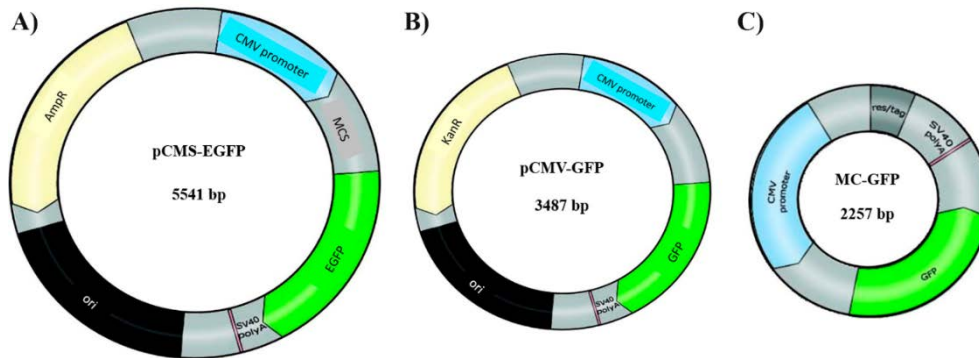 A)
CMV promoter
AmpR
MCS
pCMS-EGFP
5541 bp
EGFP
ori
SV40
polyA
B)
CMV promoter
KanR
pCMV-GFP
3487 bp
GFP
ori
SV40
polyA
C)
res/tag
SV40
polyA
CMV
promoter
MC-GFP
2257 bp
GFP